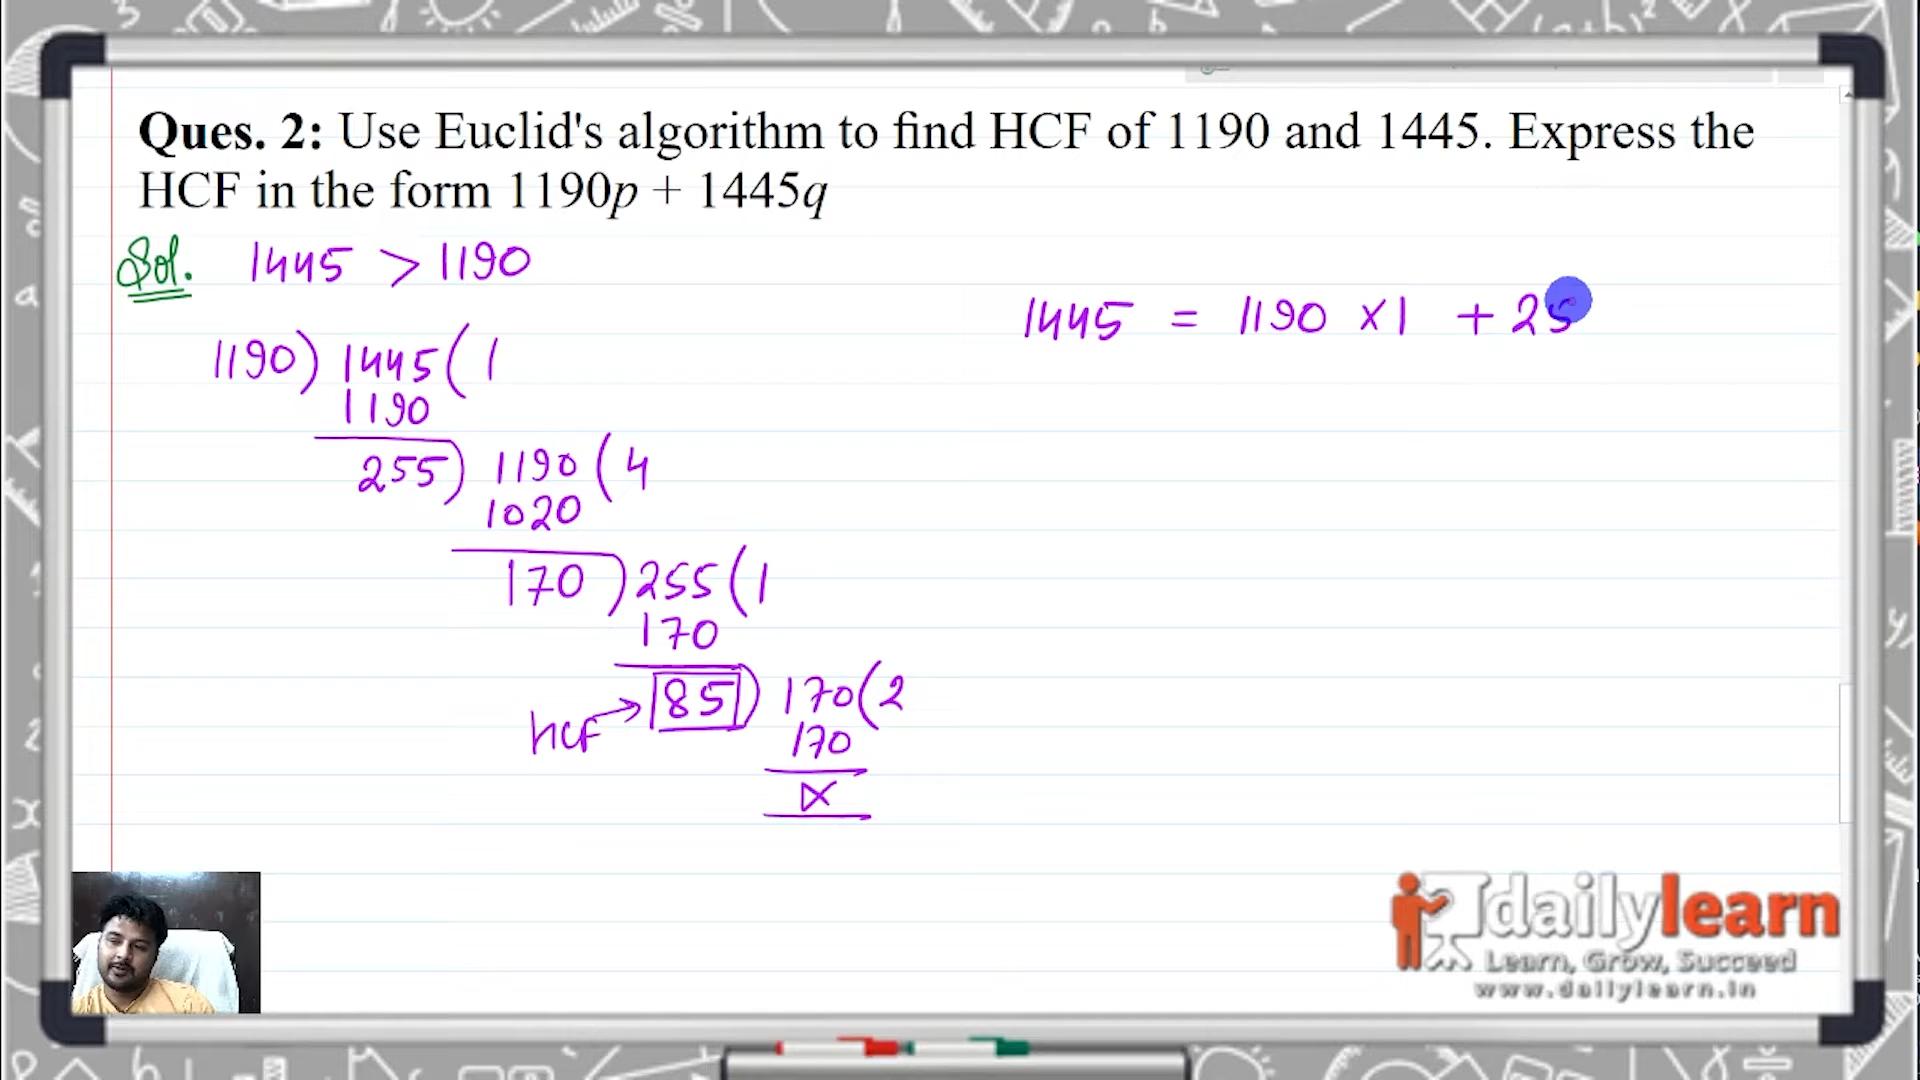 Ques. 2: Use Euclid's algorithm to find HCF of 1190 and 1445. Express the
HCF in the form 1190p + 1445q
Sol. 1445 > 1190
1190) 1445 ( 1
1190
255) 1190 ( 4
1020
170 ) 255 ( 1
170
HCF → 85) 170 ( 2
170
1445 = 1190 × 1 + 25
dailylearn
Learn, Grow, Succeed
www.dailylearn.in